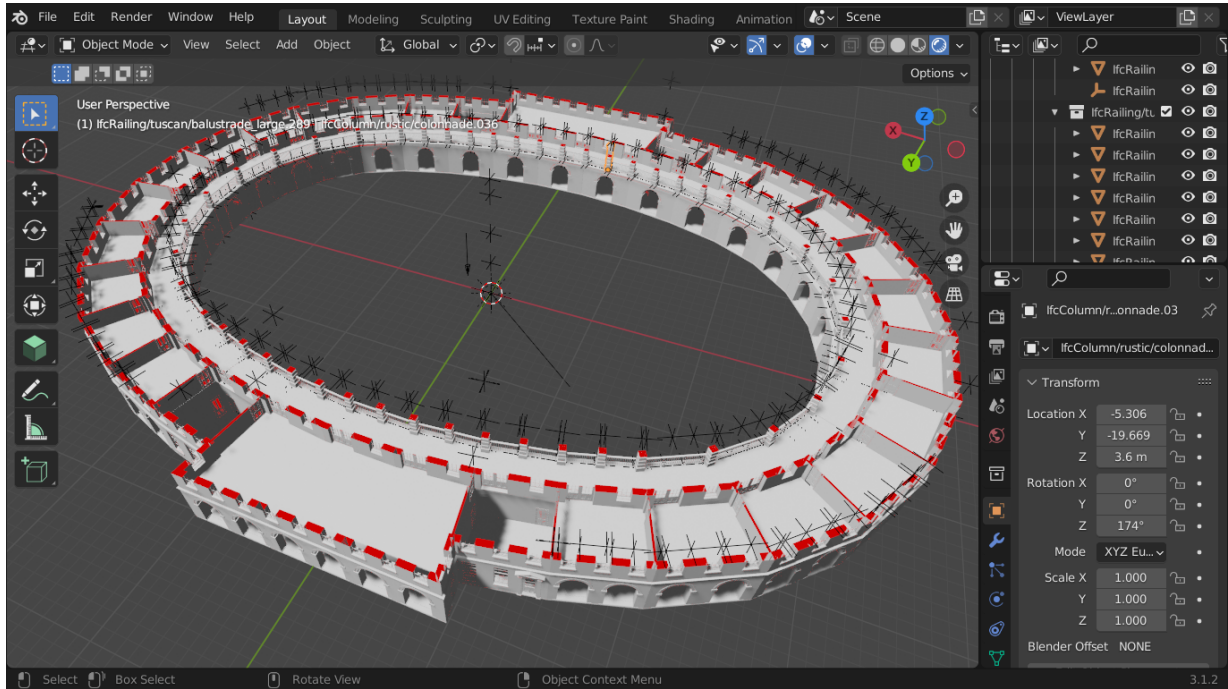 File Edit Render Window Help Layout Modeling Sculpting UV Editing Texture Paint Shading Animation Scene ViewLayer
Object Mode View Select Add Object Global
Options
User Perspective
(1) IfcRailing/tuscan/balustrade_large.289 IfcColumn/rustic/colonnade.036
X
Y
Z
IfcRailin
IfcRailin
IfcRailing/tu
IfcRailin
IfcRailin
IfcRailin
IfcRailin
IfcRailin
IfcRailin
IfcColumn/r...onnade.03
IfcColumn/rustic/colonnad...
Transform
Location X -5.306
Y -19.669
Z 3.6 m
Rotation X 0°
Y 0°
Z 174°
Mode XYZ Eu...
Scale X 1.000
Y 1.000
Z 1.000
Blender Offset NONE
Select Box Select Rotate View Object Context Menu 3.1.2